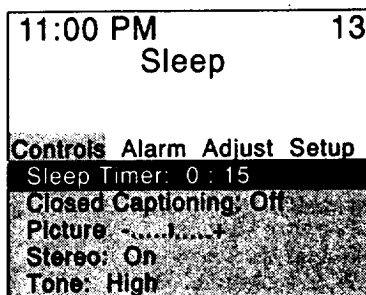 11:00 PM 13
Sleep
Controls Alarm Adjust Setup
Sleep Timer: 0 : 15
Closed Captioning: Off
Picture -.....|.....+
Stereo: On
Tone: High